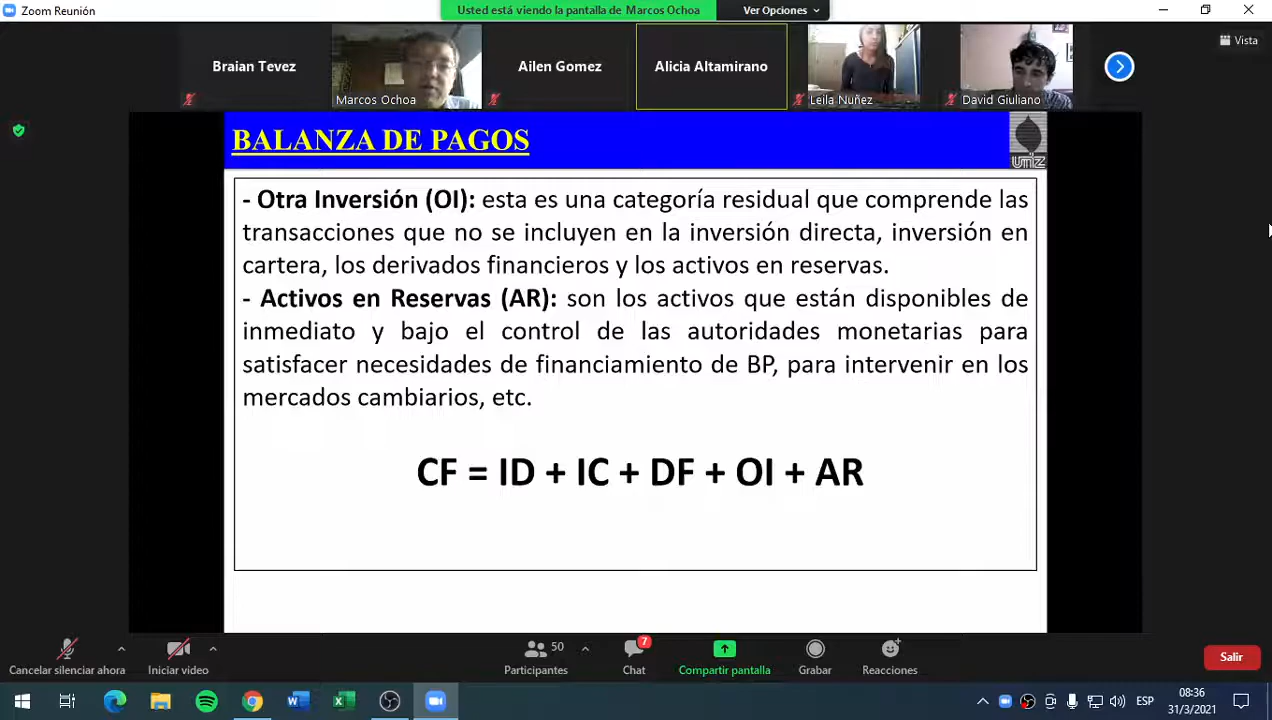 Zoom Reunión
Usted está viendo la pantalla de Marcos Ochoa
Ver Opciones
Vista
Braian Tevez
Marcos Ochoa
Ailen Gomez
Alicia Altamirano
Leila Nuñez
David Giuliano
BALANZA DE PAGOS
- Otra Inversión (OI): esta es una categoría residual que comprende las
transacciones que no se incluyen en la inversión directa, inversión en
cartera, los derivados financieros y los activos en reservas.
- Activos en Reservas (AR): son los activos que están disponibles de
inmediato y bajo el control de las autoridades monetarias para
satisfacer necesidades de financiamiento de BP, para intervenir en los
mercados cambiarios, etc.
CF = ID + IC + DF + OI + AR
Cancelar silenciar ahora
Iniciar video
50
Participantes
7
Chat
Compartir pantalla
Grabar
Reacciones
Salir
ESP
08:36
31/3/2021